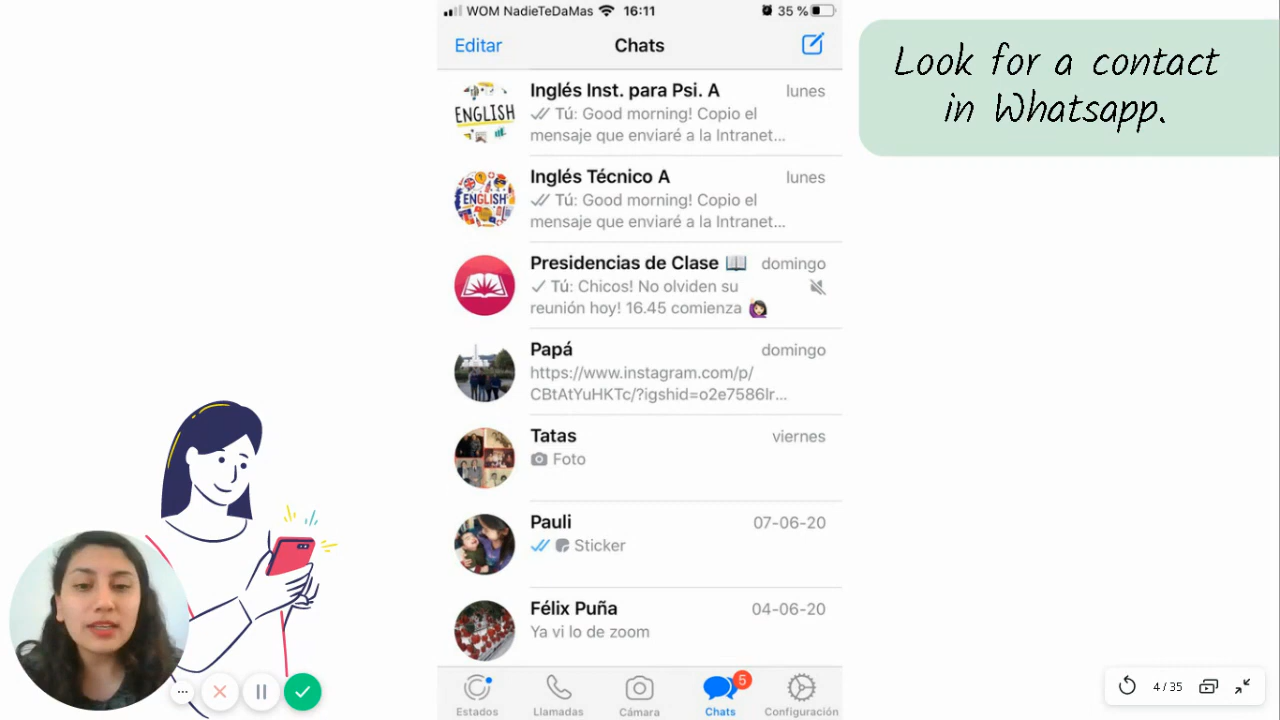 WOM NadieTeDaMas 16:11 35 %
Editar Chats
Look for a contact
in Whatsapp.
Inglés Inst. para Psi. A lunes
Tú: Good morning! Copio el
mensaje que enviaré a la Intranet...
ENGLISH
Inglés Técnico A lunes
Tú: Good morning! Copio el
mensaje que enviaré a la Intranet...
ENGLISH
Presidencias de Clase 📖 domingo
Tú: Chicos! No olviden su
reunión hoy! 16.45 comienza 🙋🏻‍♀️
Papá domingo
https://www.instagram.com/p/
CBtAtYuHKTc/?igshid=o2e7586lr...
Tatas viernes
Foto
Pauli 07-06-20
Sticker
Félix Puña 04-06-20
Ya vi lo de zoom
5
Estados Llamadas Cámara Chats Configuración
4 / 35